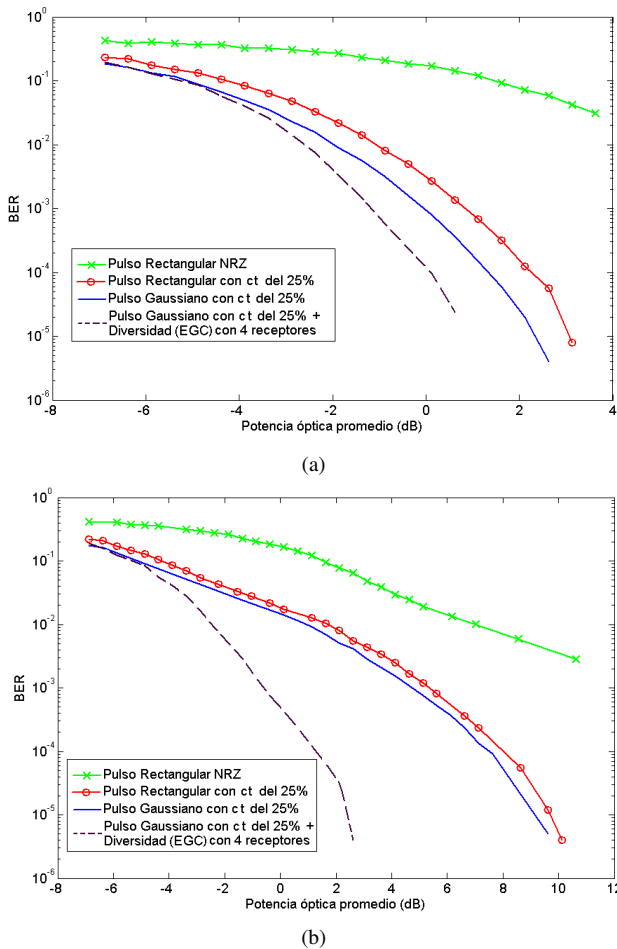 10^0
10^-1
10^-2
10^-3
10^-4
10^-5
10^-6
BER
Pulso Rectangular NRZ
Pulso Rectangular con ct del 25%
Pulso Gaussiano con ct del 25%
Pulso Gaussiano con ct del 25% +
Diversidad (EGC) con 4 receptores
-8 -6 -4 -2 0 2 4
Potencia óptica promedio (dB)
(a)
10^0
10^-1
10^-2
10^-3
10^-4
10^-5
10^-6
BER
Pulso Rectangular NRZ
Pulso Rectangular con ct del 25%
Pulso Gaussiano con ct del 25%
Pulso Gaussiano con ct del 25% +
Diversidad (EGC) con 4 receptores
-8 -6 -4 -2 0 2 4 6 8 10 12
Potencia óptica promedio (dB)
(b)